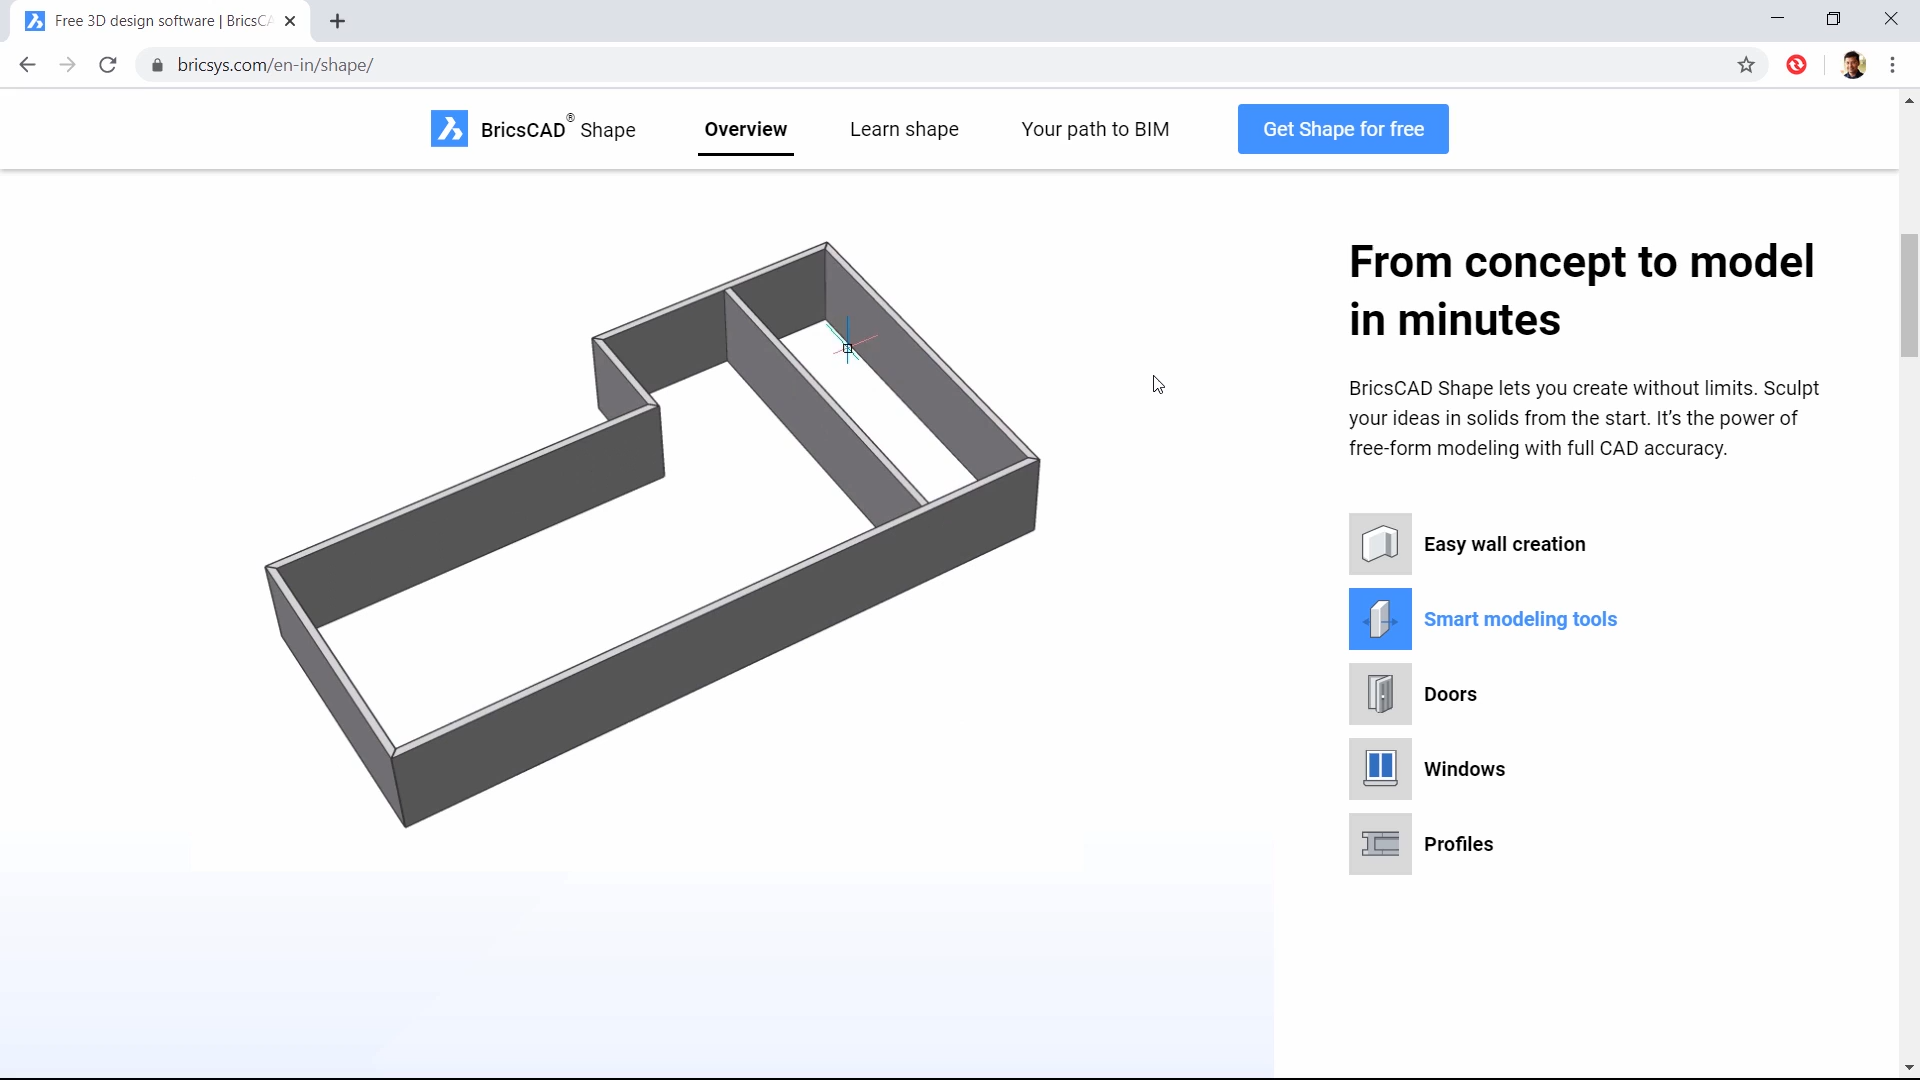 Free 3D design software | BricsCA
bricsys.com/en-in/shape/
BricsCAD® Shape
Overview
Learn shape
Your path to BIM
Get Shape for free
From concept to model
in minutes
BricsCAD Shape lets you create without limits. Sculpt
your ideas in solids from the start. It’s the power of
free-form modeling with full CAD accuracy.
Easy wall creation
Smart modeling tools
Doors
Windows
Profiles